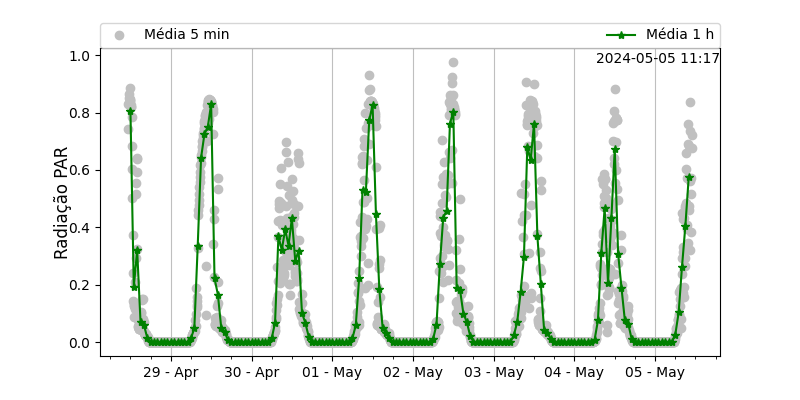 Média 5 min
Média 1 h
2024-05-05 11:17
1.0
0.8
0.6
0.4
0.2
0.0
Radiação PAR
29 - Apr
30 - Apr
01 - May
02 - May
03 - May
04 - May
05 - May